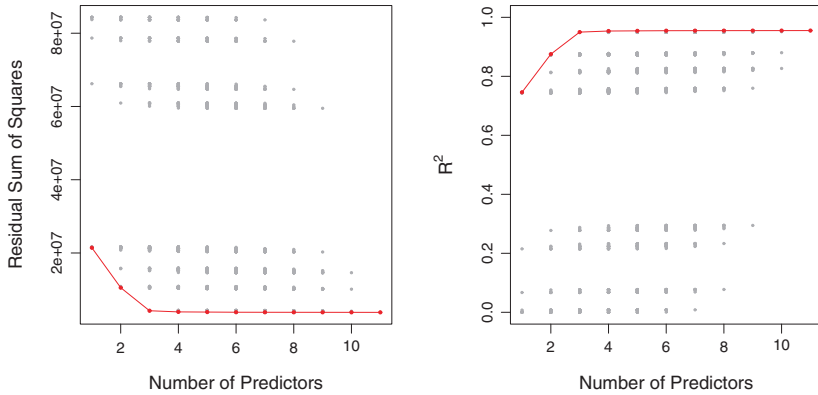 Residual Sum of Squares
8e+07
6e+07
4e+07
2e+07
2
4
6
8
10
Number of Predictors
R²
1.0
0.8
0.6
0.4
0.2
0.0
2
4
6
8
10
Number of Predictors